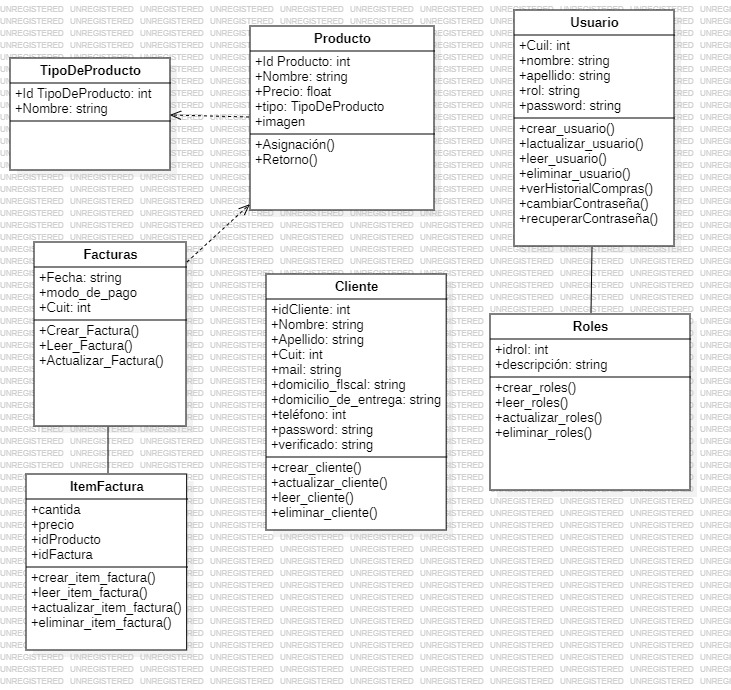 TipoDeProducto
+Id TipoDeProducto: int
+Nombre: string
Producto
+Id Producto: int
+Nombre: string
+Precio: float
+tipo: TipoDeProducto
+imagen
+Asignación()
+Retorno()
Usuario
+Cuil: int
+nombre: string
+apellido: string
+rol: string
+password: string
+crear_usuario()
+lactualizar_usuario()
+leer_usuario()
+eliminar_usuario()
+verHistorialCompras()
+cambiarContraseña()
+recuperarContraseña()
Facturas
+Fecha: string
+modo_de_pago
+Cuit: int
+Crear_Factura()
+Leer_Factura()
+Actualizar_Factura()
Cliente
+idCliente: int
+Nombre: string
+Apellido: string
+Cuit: int
+mail: string
+domicilio_fIscal: string
+domicilio_de_entrega: string
+teléfono: int
+password: string
+verificado: string
+crear_cliente()
+actualizar_cliente()
+leer_cliente()
+eliminar_cliente()
Roles
+idrol: int
+descripción: string
+crear_roles()
+leer_roles()
+actualizar_roles()
+eliminar_roles()
ItemFactura
+cantida
+precio
+idProducto
+idFactura
+crear_item_factura()
+leer_item_factura()
+actualizar_item_factura()
+eliminar_item_factura()
UNREGISTERED